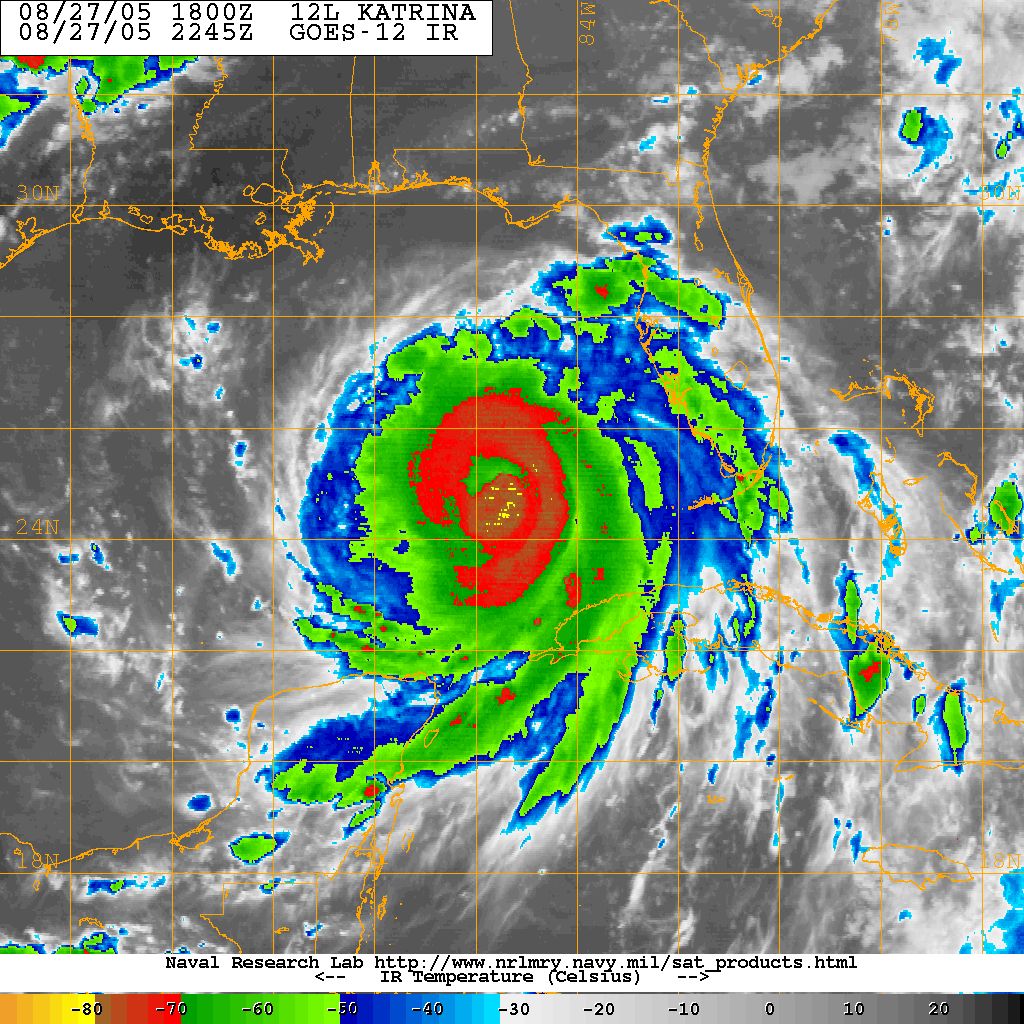 08/27/05 1800Z 12L KATRINA
08/27/05 2245Z GOES-12 IR
84W
78W
30N
30N
24N
18N
18N
Naval Research Lab http://www.nrlmry.navy.mil/sat_products.html
<-- IR Temperature (Celsius) -->
-80 -70 -60 -50 -40 -30 -20 -10 0 10 20